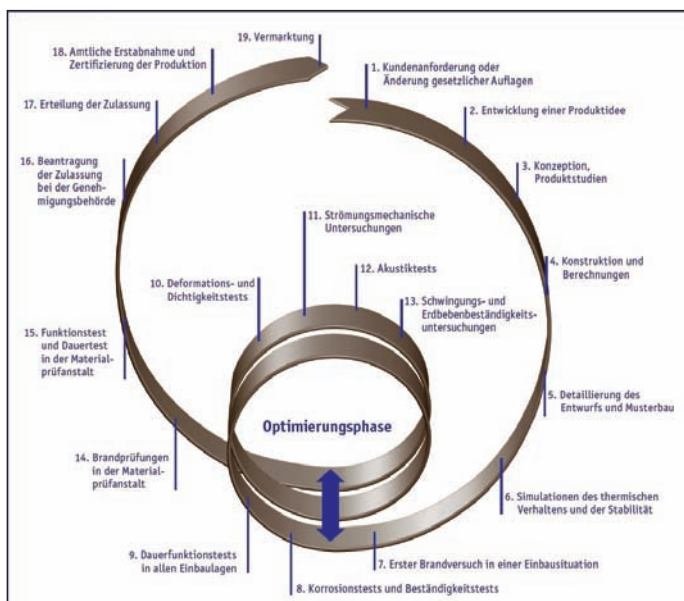 1. Kundenanforderung oder
Änderung gesetzlicher Auflagen
2. Entwicklung einer Produktidee
3. Konzeption,
Produktstudien
4. Konstruktion und
Berechnungen
5. Detaillierung des
Entwurfs und Musterbau
6. Simulationen des thermischen
Verhaltens und der Stabilität
7. Erster Brandversuch in einer Einbausituation
8. Korrosionstests und Beständigkeitstests
9. Dauerfunktionstests
in allen Einbaulagen
10. Deformations- und
Dichtigkeitstests
11. Strömungsmechanische
Untersuchungen
12. Akustiktests
13. Schwingungs- und
Erdbebenbeständigkeits-
untersuchungen
Optimierungsphase
14. Brandprüfungen
in der Material-
prüfanstalt
15. Funktionstest
und Dauertest
in der Material-
prüfanstalt
16. Beantragung
der Zulassung
bei der Geneh-
migungsbehörde
17. Erteilung der Zulassung
18. Amtliche Erstabnahme und
Zertifizierung der Produktion
19. Vermarktung